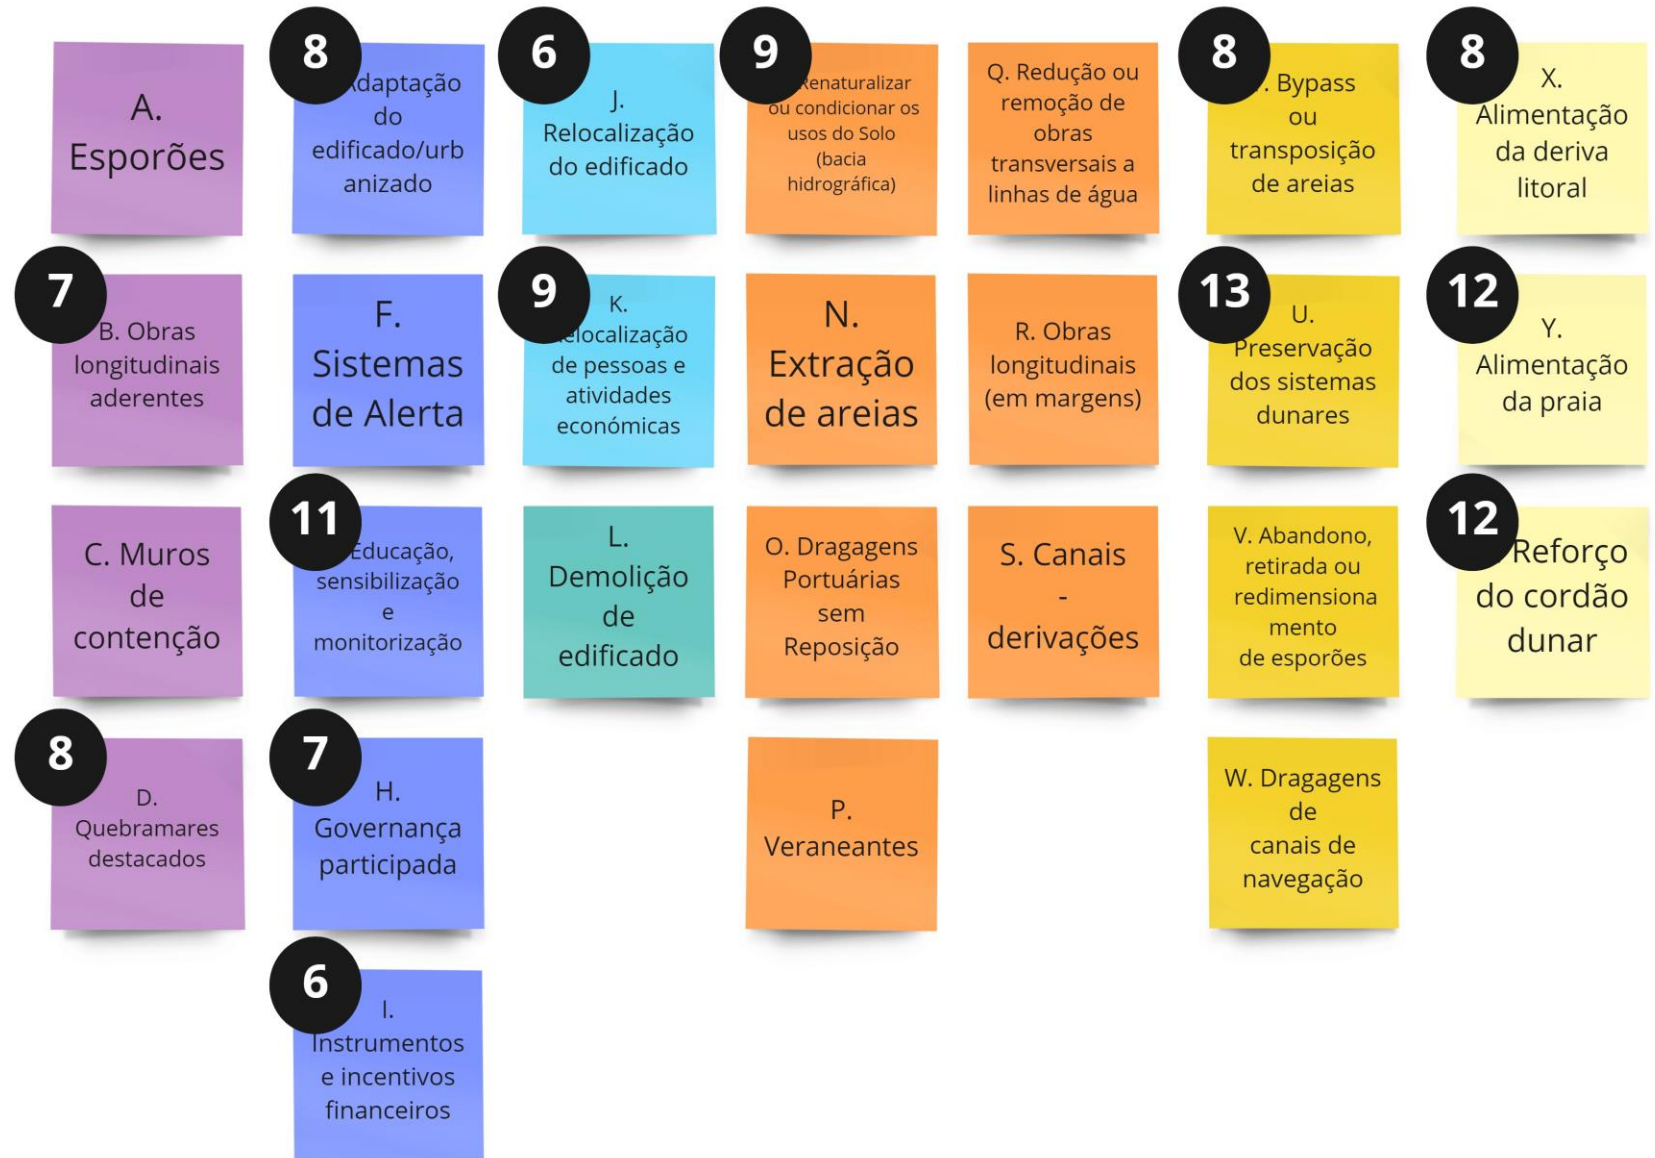 A.
Esporões
8
Adaptação
do
edificado/urb
anizado
6
J.
Relocalização
do edificado
9
Renaturalizar
ou condicionar os
usos do Solo
(bacia
hidrográfica)
Q. Redução ou
remoção de
obras
transversais a
linhas de água
8
. Bypass
ou
transposição
de areias
8
X.
Alimentação
da deriva
litoral
7
B. Obras
longitudinais
aderentes
F.
Sistemas
de Alerta
9
K.
Relocalização
de pessoas e
atividades
económicas
N.
Extração
de areias
R. Obras
longitudinais
(em margens)
13
U.
Preservação
dos sistemas
dunares
12
Y.
Alimentação
da praia
C. Muros
de
contenção
11
Educação,
sensibilização
e
monitorização
L.
Demolição
de
edificado
O. Dragagens
Portuárias
sem
Reposição
S. Canais
-
derivações
V. Abandono,
retirada ou
redimensiona
mento
de esporões
12
Reforço
do cordão
dunar
8
D.
Quebramares
destacados
7
H.
Governança
participada
P.
Veraneantes
W. Dragagens
de
canais de
navegação
6
I.
Instrumentos
e incentivos
financeiros